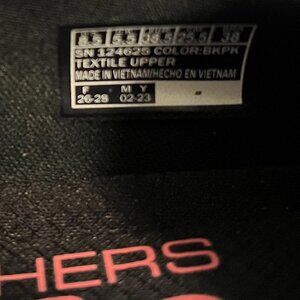 8.5 5.5 38.5 25.5 38
SN 124625 COLOR:BKPK
TEXTILE UPPER
MADE IN VIETNAM/HECHO EN VIETNAM
F M Y
26-28 02-23 -
HERS